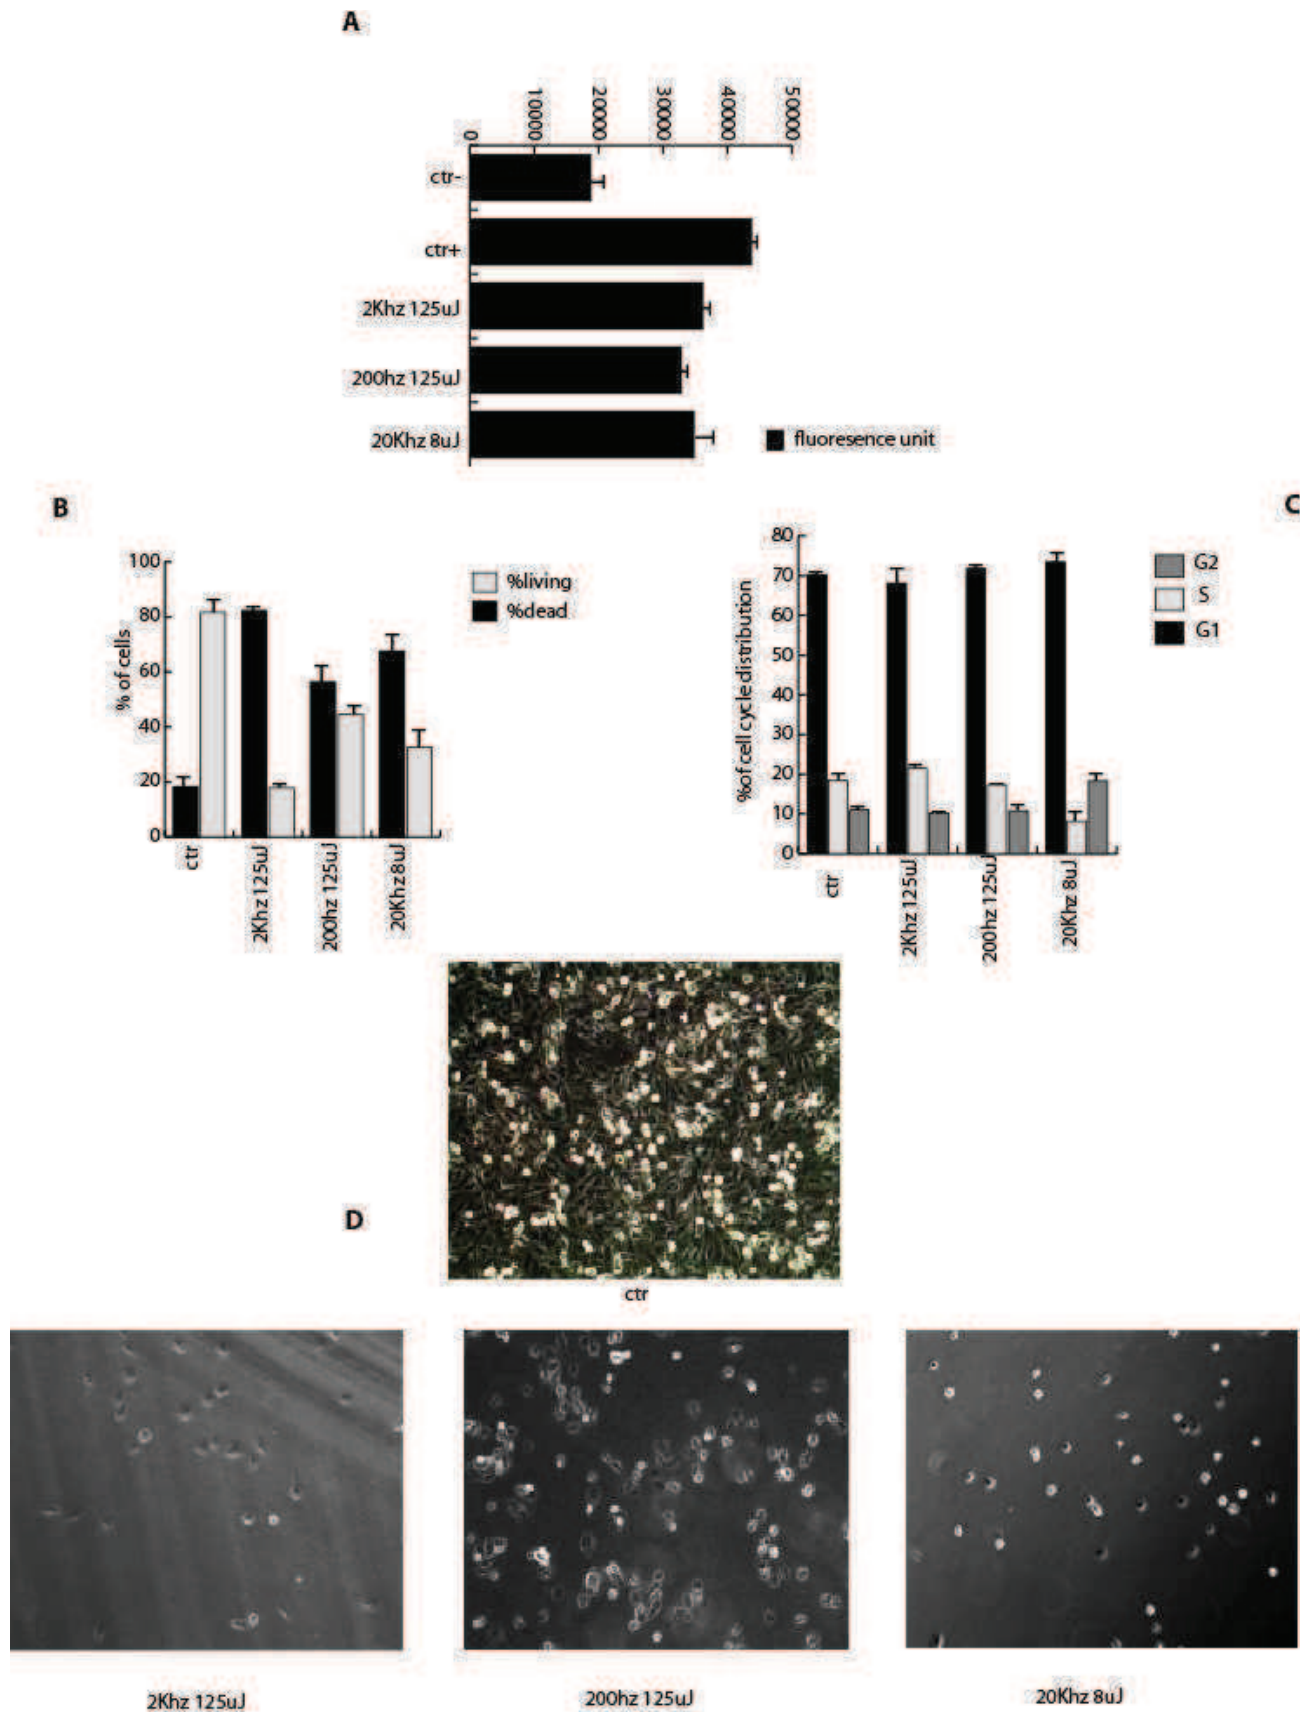 A
0
10000
20000
30000
40000
50000
ctr-
ctr+
2Khz 125uJ
200hz 125uJ
20Khz 8uJ
fluoresence unit
B
% of cells
100
80
60
40
20
0
ctr
2Khz 125uJ
200hz 125uJ
20Khz 8uJ
%living
%dead
C
%of cell cycle distribution
80
70
60
50
40
30
20
10
0
ctr
2Khz 125uJ
200hz 125uJ
20Khz 8uJ
G2
S
G1
D
ctr
2Khz 125uJ
200hz 125uJ
20Khz 8uJ